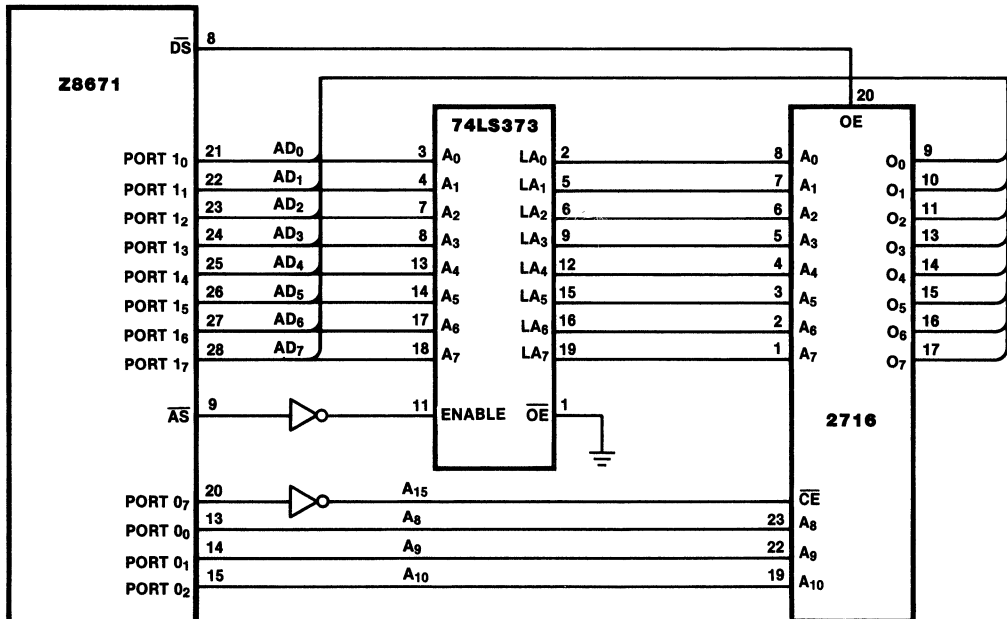 Z8671
D̅S̅ 8
20
OE
74LS373
PORT 1₀ 21 AD₀ 3 A₀ LA₀ 2 8 A₀ O₀ 9
PORT 1₁ 22 AD₁ 4 A₁ LA₁ 5 7 A₁ O₁ 10
PORT 1₂ 23 AD₂ 7 A₂ LA₂ 6 6 A₂ O₂ 11
PORT 1₃ 24 AD₃ 8 A₃ LA₃ 9 5 A₃ O₃ 13
PORT 1₄ 25 AD₄ 13 A₄ LA₄ 12 4 A₄ O₄ 14
PORT 1₅ 26 AD₅ 14 A₅ LA₅ 15 3 A₅ O₅ 15
PORT 1₆ 27 AD₆ 17 A₆ LA₆ 16 2 A₆ O₆ 16
PORT 1₇ 28 AD₇ 18 A₇ LA₇ 19 1 A₇ O₇ 17
A̅S̅ 9 11 ENABLE O̅E̅ 1
2716
PORT 0₇ 20 A₁₅ C̅E̅
PORT 0₀ 13 A₈ 23 A₈
PORT 0₁ 14 A₉ 22 A₉
PORT 0₂ 15 A₁₀ 19 A₁₀